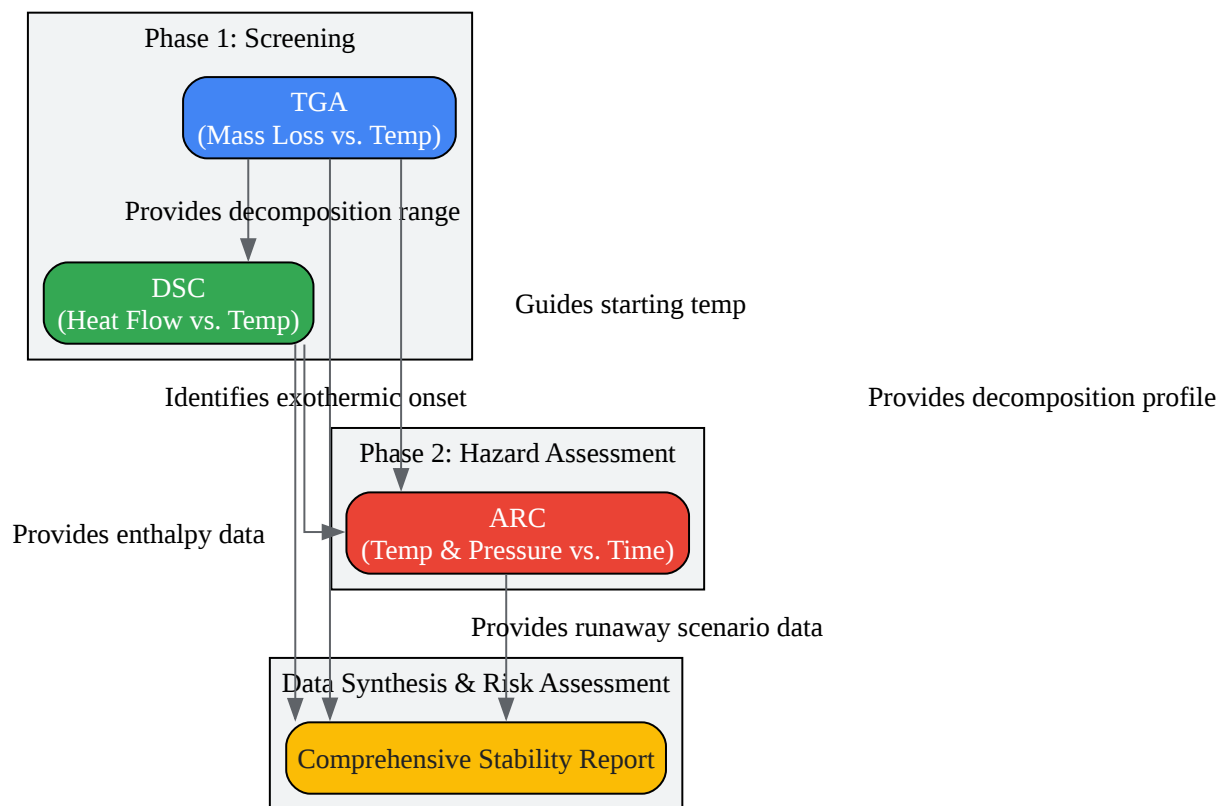 Phase 1: Screening
TGA
(Mass Loss vs. Temp)
Provides decomposition range
DSC
(Heat Flow vs. Temp)
Guides starting temp
Identifies exothermic onset
Provides decomposition profile
Phase 2: Hazard Assessment
ARC
(Temp & Pressure vs. Time)
Provides enthalpy data
Provides runaway scenario data
Data Synthesis & Risk Assessment
Comprehensive Stability Report